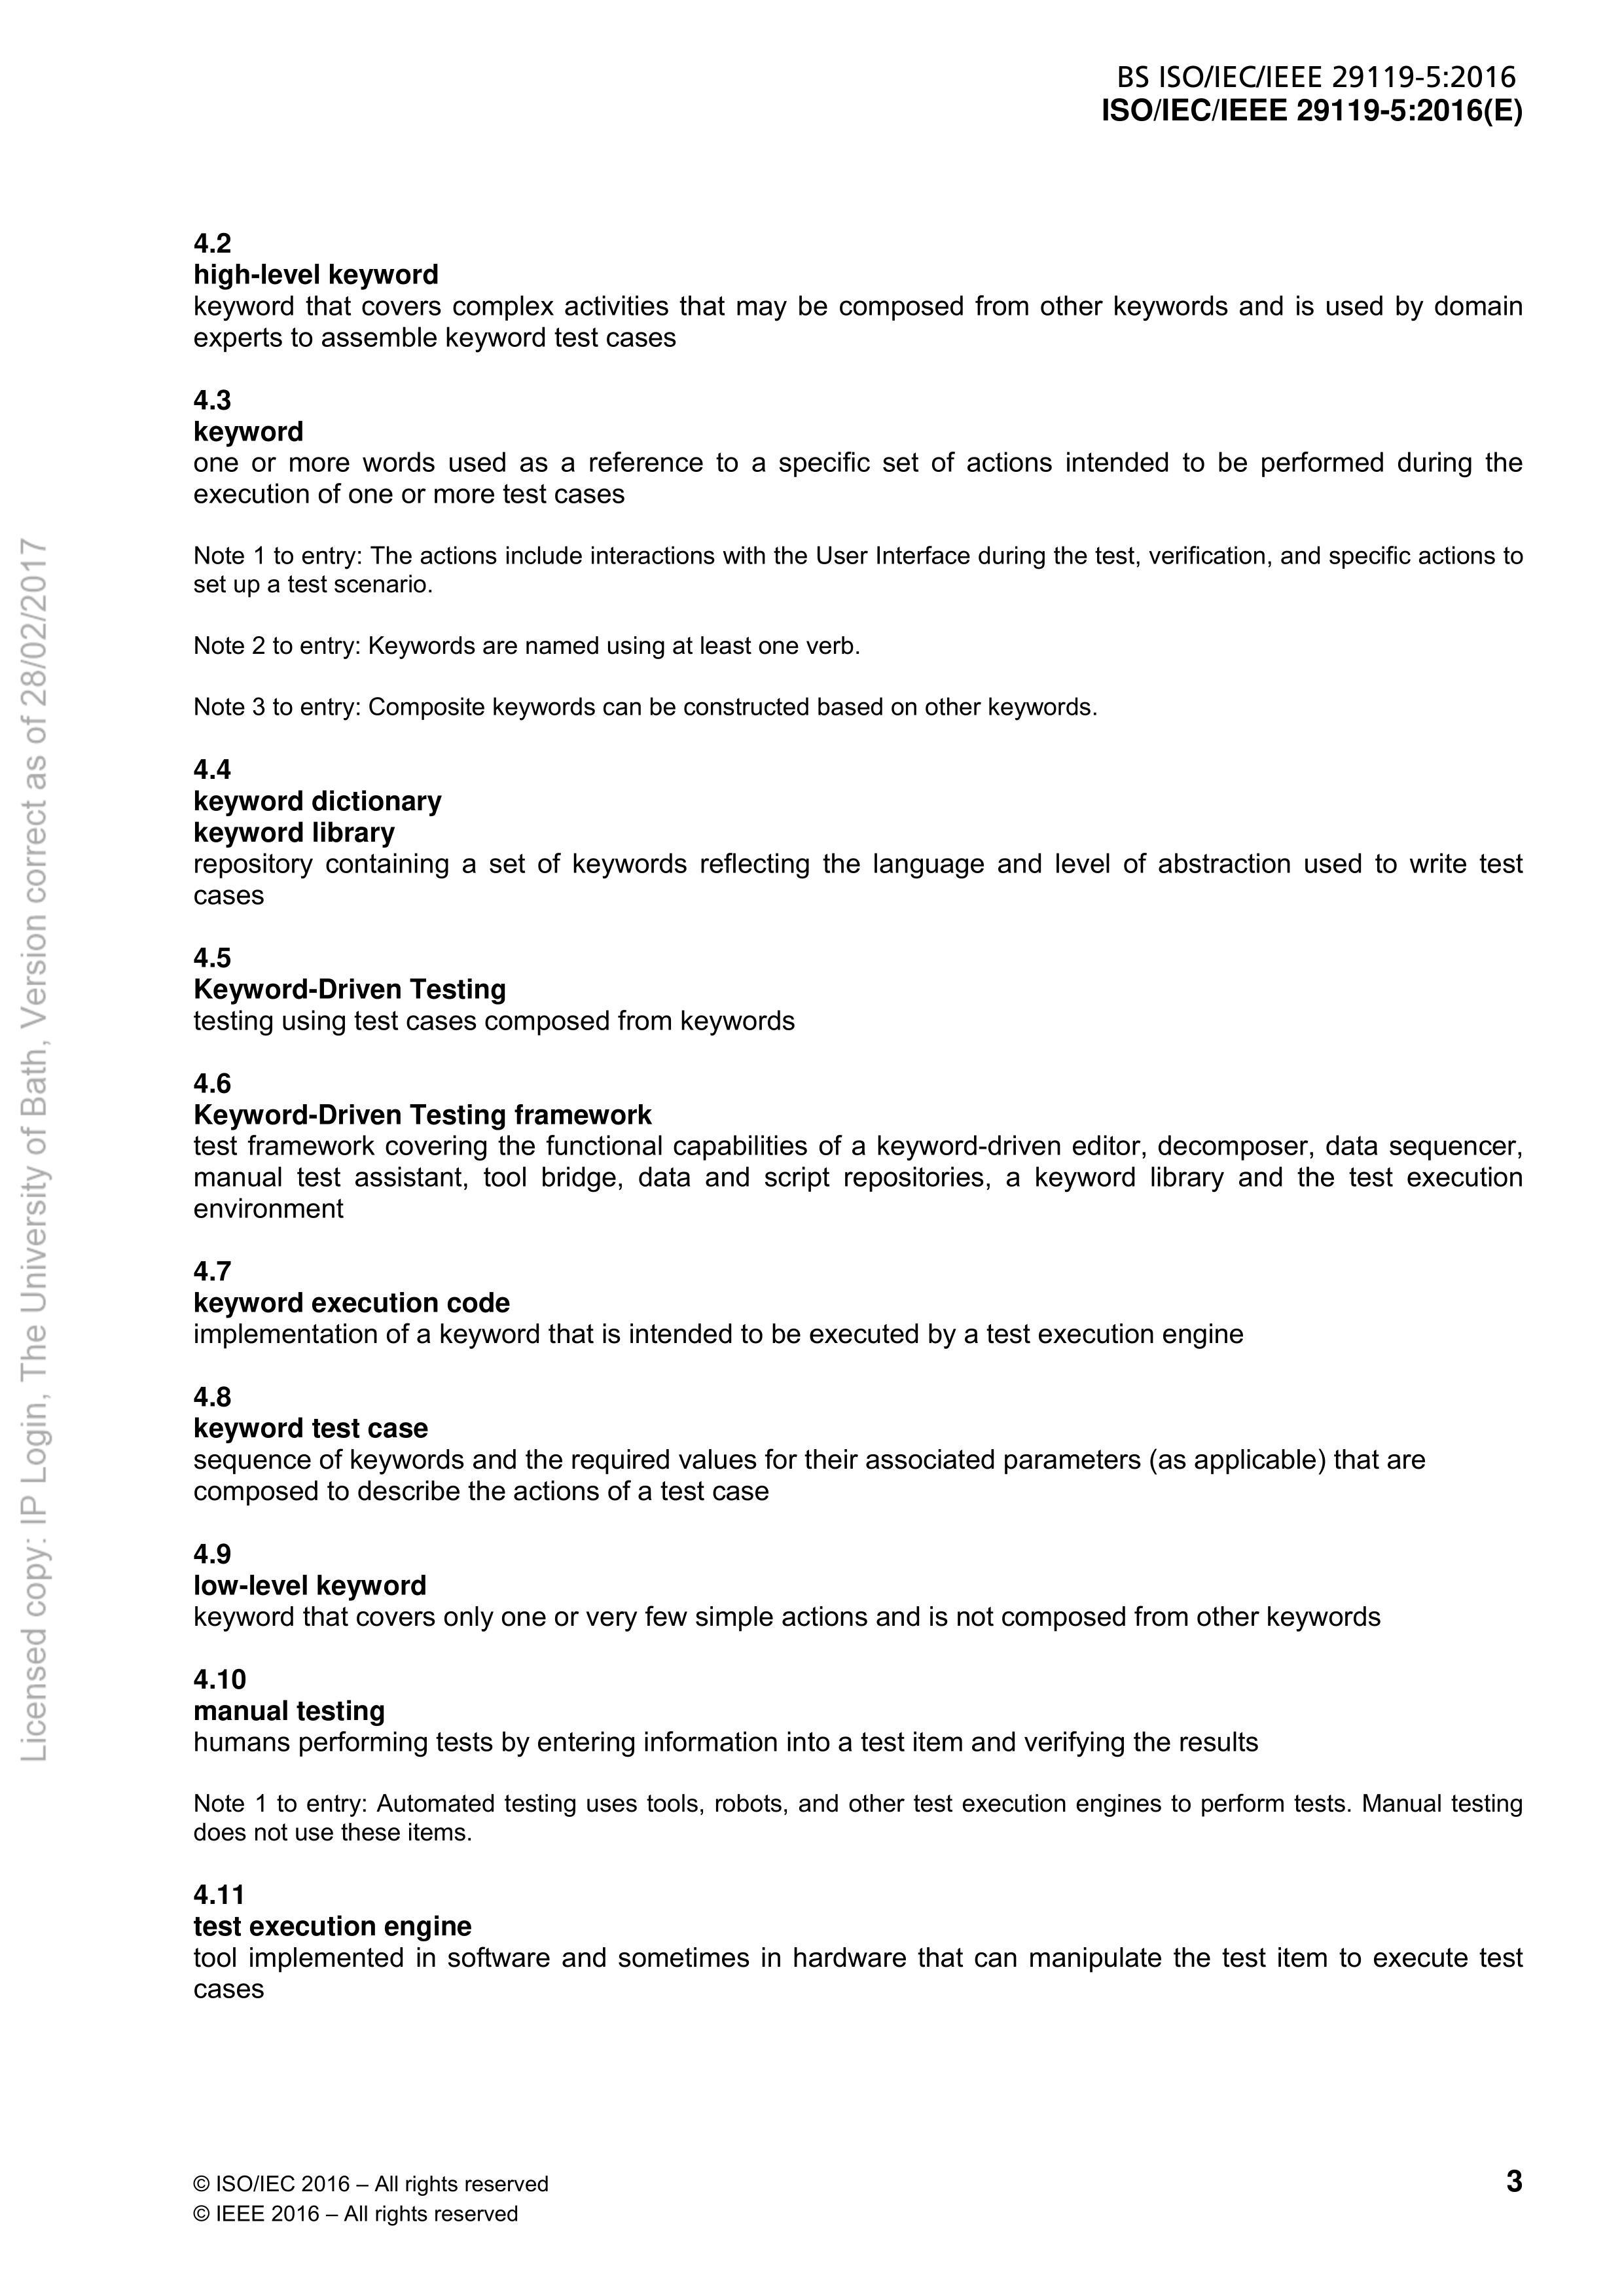 BS ISO/IEC/IEEE 29119-5:2016
ISO/IEC/IEEE 29119-5:2016(E)
4.2
high-level keyword
keyword that covers complex activities that may be composed from other keywords and is used by domain
experts to assemble keyword test cases
4.3
keyword
one or more words used as a reference to a specific set of actions intended to be performed during the
execution of one or more test cases
Note 1 to entry: The actions include interactions with the User Interface during the test, verification, and specific actions to
set up a test scenario.
Note 2 to entry: Keywords are named using at least one verb.
Note 3 to entry: Composite keywords can be constructed based on other keywords.
4.4
keyword dictionary
keyword library
repository containing a set of keywords reflecting the language and level of abstraction used to write test
cases
4.5
Keyword-Driven Testing
testing using test cases composed from keywords
4.6
Keyword-Driven Testing framework
test framework covering the functional capabilities of a keyword-driven editor, decomposer, data sequencer,
manual test assistant, tool bridge, data and script repositories, a keyword library and the test execution
environment
4.7
keyword execution code
implementation of a keyword that is intended to be executed by a test execution engine
4.8
keyword test case
sequence of keywords and the required values for their associated parameters (as applicable) that are
composed to describe the actions of a test case
4.9
low-level keyword
keyword that covers only one or very few simple actions and is not composed from other keywords
4.10
manual testing
humans performing tests by entering information into a test item and verifying the results
Note 1 to entry: Automated testing uses tools, robots, and other test execution engines to perform tests. Manual testing
does not use these items.
4.11
test execution engine
tool implemented in software and sometimes in hardware that can manipulate the test item to execute test
cases
© ISO/IEC 2016 – All rights reserved
© IEEE 2016 – All rights reserved
3
Licensed copy: IP Login, The University of Bath, Version correct as of 28/02/2017